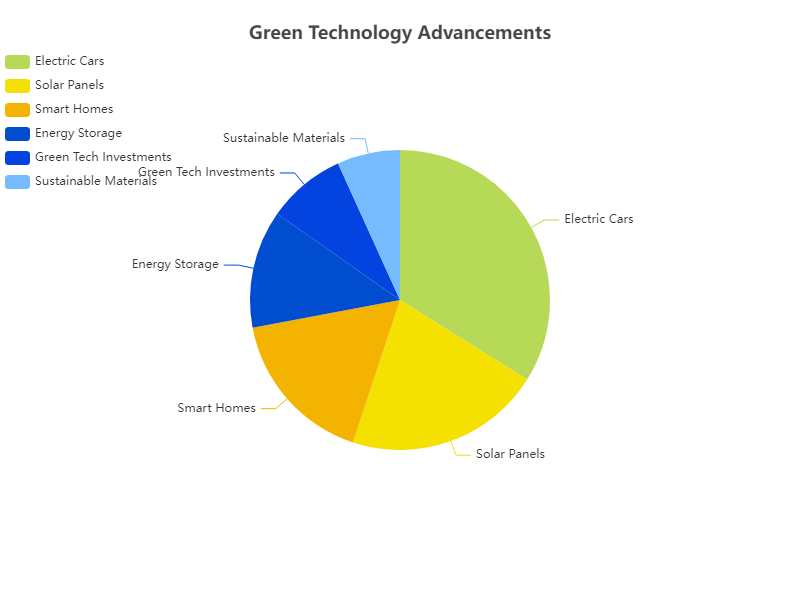 Green Technology Advancements
Electric Cars
Solar Panels
Smart Homes
Energy Storage
Green Tech Investments
Sustainable Materials
Sustainable Materials
Green Tech Investments
Electric Cars
Energy Storage
Smart Homes
Solar Panels